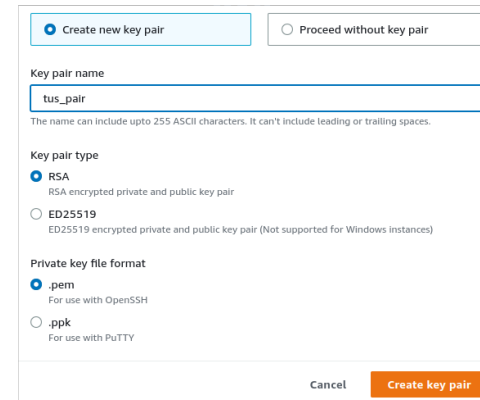 Create new key pair
Proceed without key pair
Key pair name
tus_pair
The name can include upto 255 ASCII characters. It can't include leading or trailing spaces.
Key pair type
RSA
RSA encrypted private and public key pair
ED25519
ED25519 encrypted private and public key pair (Not supported for Windows instances)
Private key file format
.pem
For use with OpenSSH
.ppk
For use with PuTTY
Cancel
Create key pair